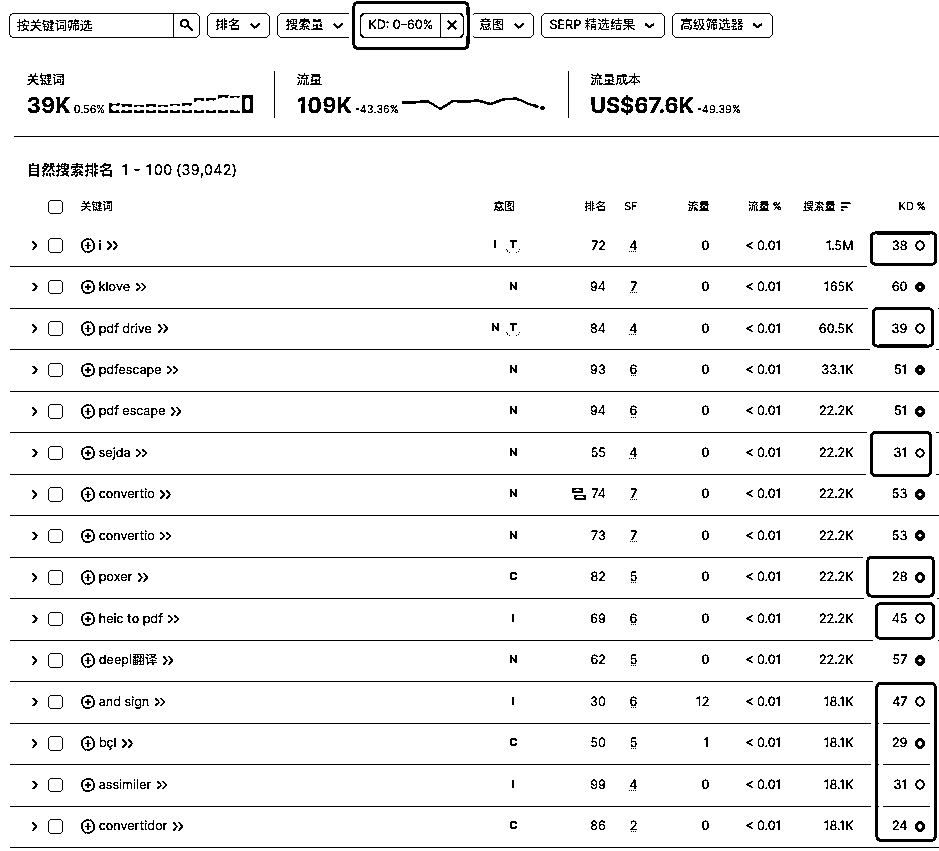 按关键词筛选 排名 搜索量 KD: 0-60% 意图 SERP 精选结果 高级筛选器
关键词 流量 流量成本
39K 0.56% 109K -43.36% US$67.6K -49.39%
自然搜索排名 1 - 100 (39,042)
关键词 意图 排名 SF 流量 流量 % 搜索量 KD %
i I T 72 4 0 < 0.01 1.5M 38
klove N 94 7 0 < 0.01 165K 60
pdf drive N T 84 4 0 < 0.01 60.5K 39
pdfescape N 93 6 0 < 0.01 33.1K 51
pdf escape N 94 6 0 < 0.01 22.2K 51
sejda N 55 4 0 < 0.01 22.2K 31
convertio N 74 7 0 < 0.01 22.2K 53
convertio N 73 7 0 < 0.01 22.2K 53
poxer C 82 5 0 < 0.01 22.2K 28
heic to pdf I 69 6 0 < 0.01 22.2K 45
deepl翻译 N 62 5 0 < 0.01 22.2K 57
and sign I 30 6 12 < 0.01 18.1K 47
bçl C 50 5 1 < 0.01 18.1K 29
assimiler I 99 4 0 < 0.01 18.1K 31
convertidor C 86 2 0 < 0.01 18.1K 24